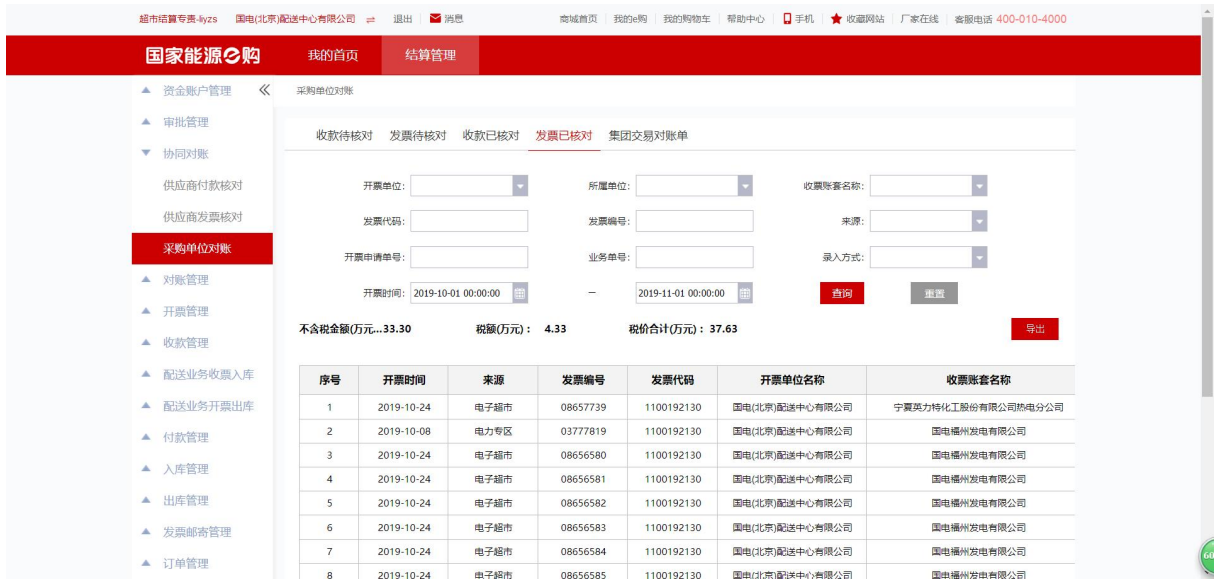 超市结算专责-liyzs 国电(北京)配送中心有限公司 退出 消息 商城首页 我的e购 我的购物车 帮助中心 手机 收藏网站 厂家在线 客服电话 400-010-4000
国家能源e购 我的首页 结算管理
资金账户管理 采购单位对账
审批管理
收款待核对 发票待核对 收款已核对 发票已核对 集团交易对账单
协同对账
供应商付款核对 开票单位: 所属单位: 收票账套名称:
供应商发票核对 发票代码: 发票编号: 来源:
采购单位对账 开票申请单号: 业务单号: 录入方式:
对账管理 开票时间: 2019-10-01 00:00:00 — 2019-11-01 00:00:00 查询 重置
开票管理
不含税金额(万元...33.30 税额(万元): 4.33 税价合计(万元): 37.63 导出
收款管理
配送业务收票入库 序号 开票时间 来源 发票编号 发票代码 开票单位名称 收票账套名称
配送业务开票出库 1 2019-10-24 电子超市 08657739 1100192130 国电(北京)配送中心有限公司 宁夏英力特化工股份有限公司热电分公司
付款管理 2 2019-10-08 电力专区 03777819 1100192130 国电(北京)配送中心有限公司 国电福州发电有限公司
3 2019-10-24 电子超市 08656580 1100192130 国电(北京)配送中心有限公司 国电福州发电有限公司
入库管理 4 2019-10-24 电子超市 08656581 1100192130 国电(北京)配送中心有限公司 国电福州发电有限公司
出库管理 5 2019-10-24 电子超市 08656582 1100192130 国电(北京)配送中心有限公司 国电福州发电有限公司
发票邮寄管理 6 2019-10-24 电子超市 08656583 1100192130 国电(北京)配送中心有限公司 国电福州发电有限公司
7 2019-10-24 电子超市 08656584 1100192130 国电(北京)配送中心有限公司 国电福州发电有限公司
订单管理 8 2019-10-24 电子超市 08656585 1100192130 国电(北京)配送中心有限公司 国电福州发电有限公司